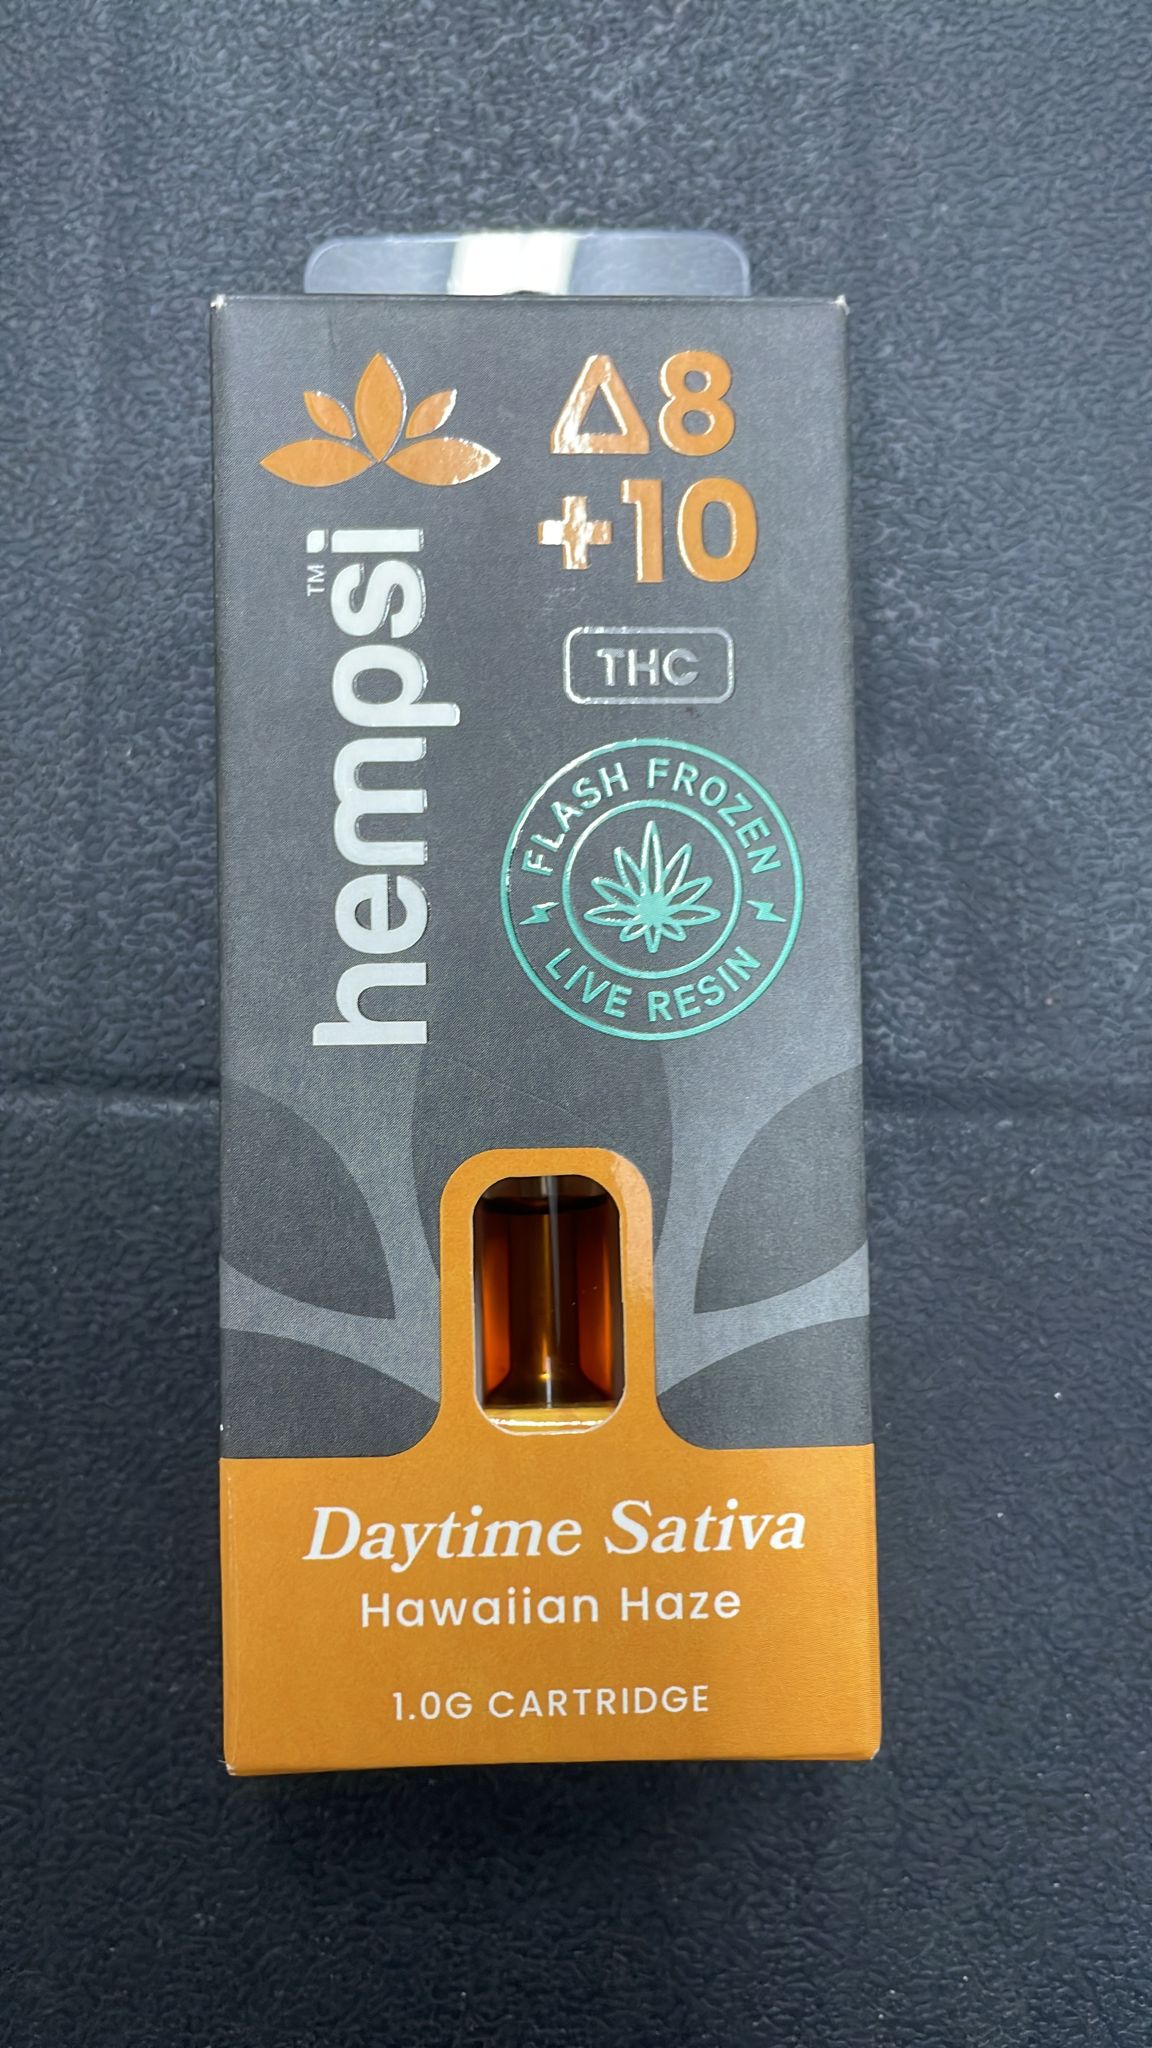 hempsi™
Δ8
+10
THC
FLASH FROZEN
LIVE RESIN
Daytime Sativa
Hawaiian Haze
1.0G CARTRIDGE